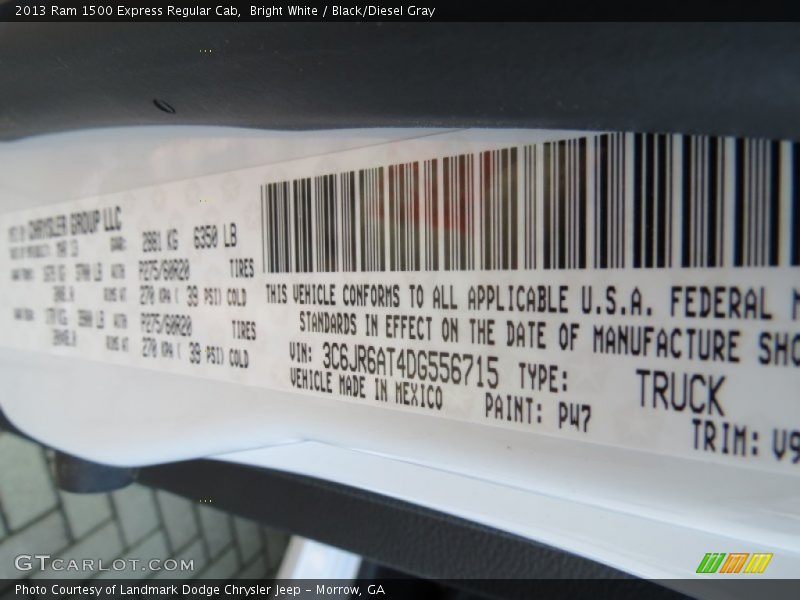 2013 Ram 1500 Express Regular Cab,  Bright White / Black/Diesel Gray
CHRYSLER GROUP LLC
2881 KG 6350 LB
P275/60R20 TIRES
270 KPA ( 39 PSI) COLD
P275/60R20 TIRES
270 KPA ( 39 PSI) COLD
THIS VEHICLE CONFORMS TO ALL APPLICABLE U.S.A. FEDERAL M
STANDARDS IN EFFECT ON THE DATE OF MANUFACTURE SHO
VIN: 3C6JR6AT4DG556715 TYPE: TRUCK
VEHICLE MADE IN MEXICO PAINT: PW7 TRIM: V9
GTCARLOT.COM
Photo Courtesy of Landmark Dodge Chrysler Jeep - Morrow, GA